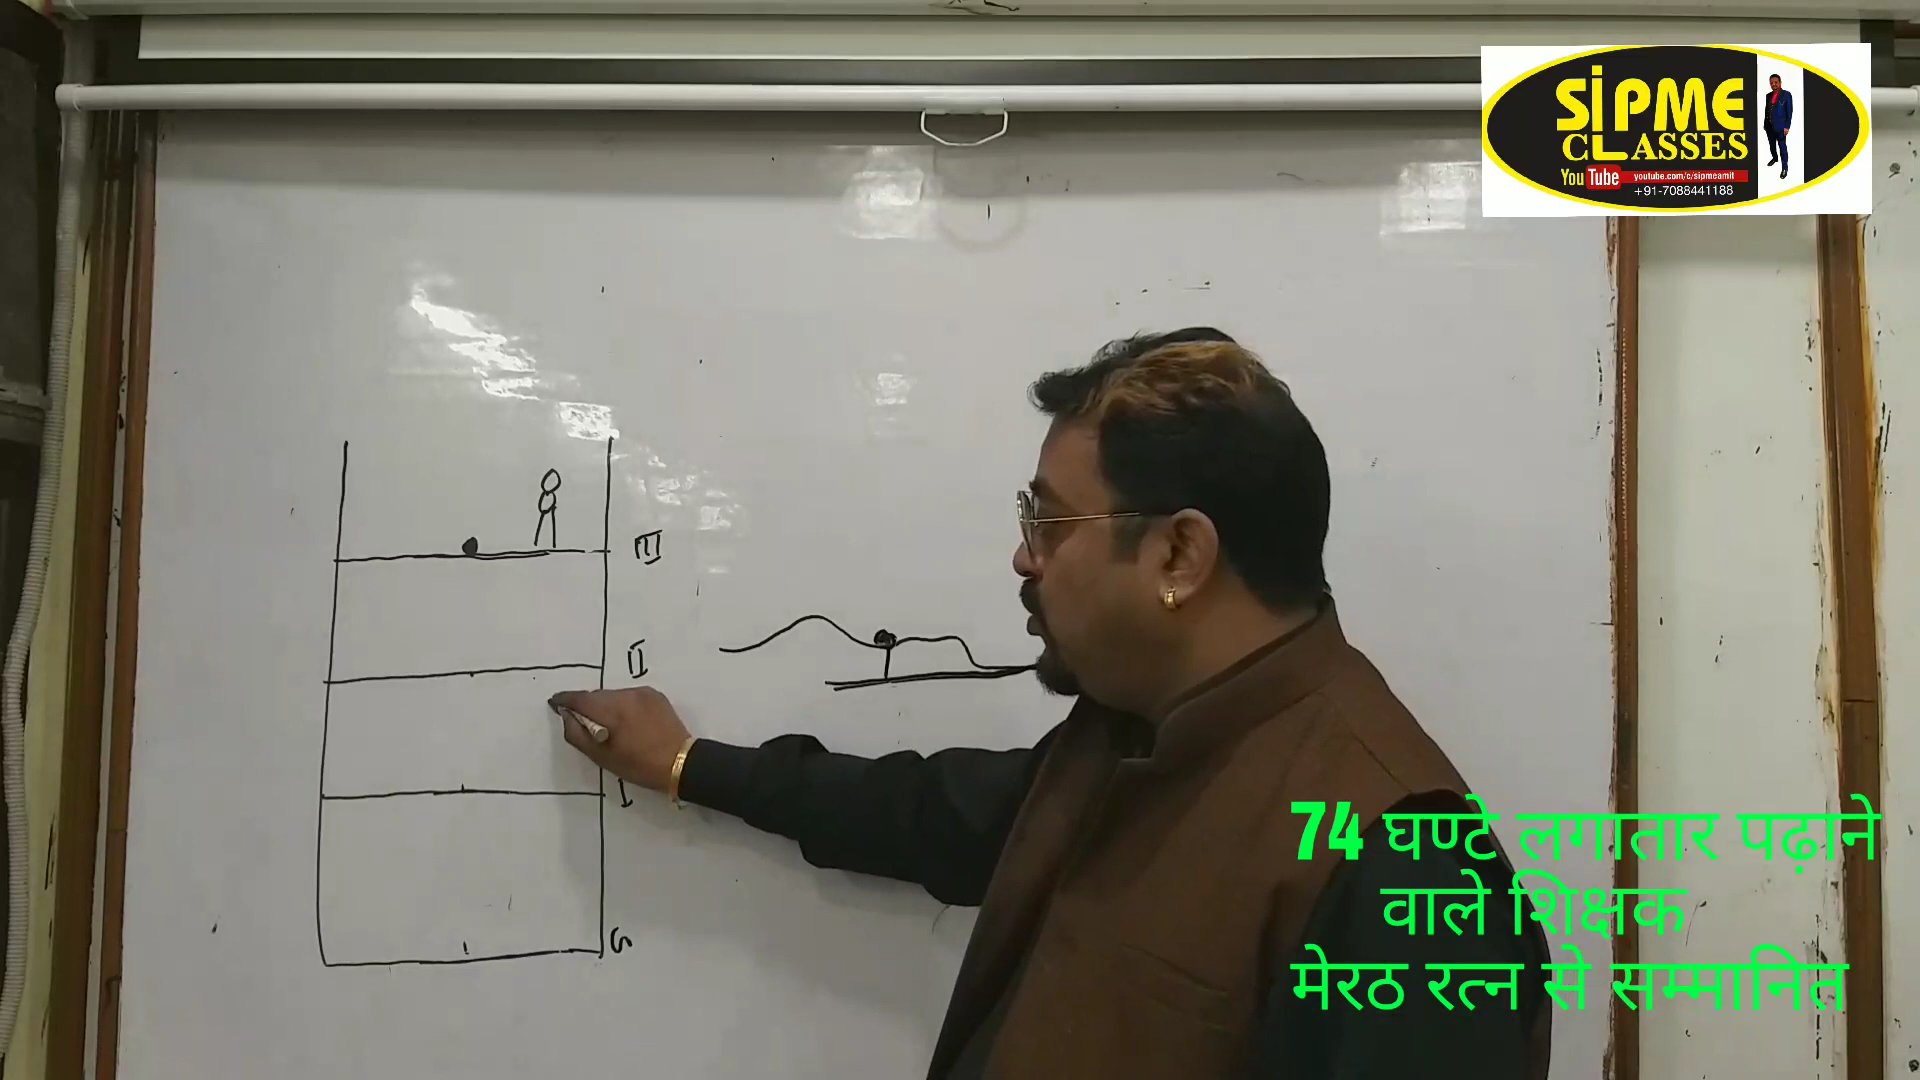 SiPME
CLASSES
YouTube youtube.com/c/sipmeamit
+91-7088441188
III
II
I
G
74 घण्टे लगातार पढ़ाने
वाले शिक्षक
मेरठ रत्न से सम्मानित